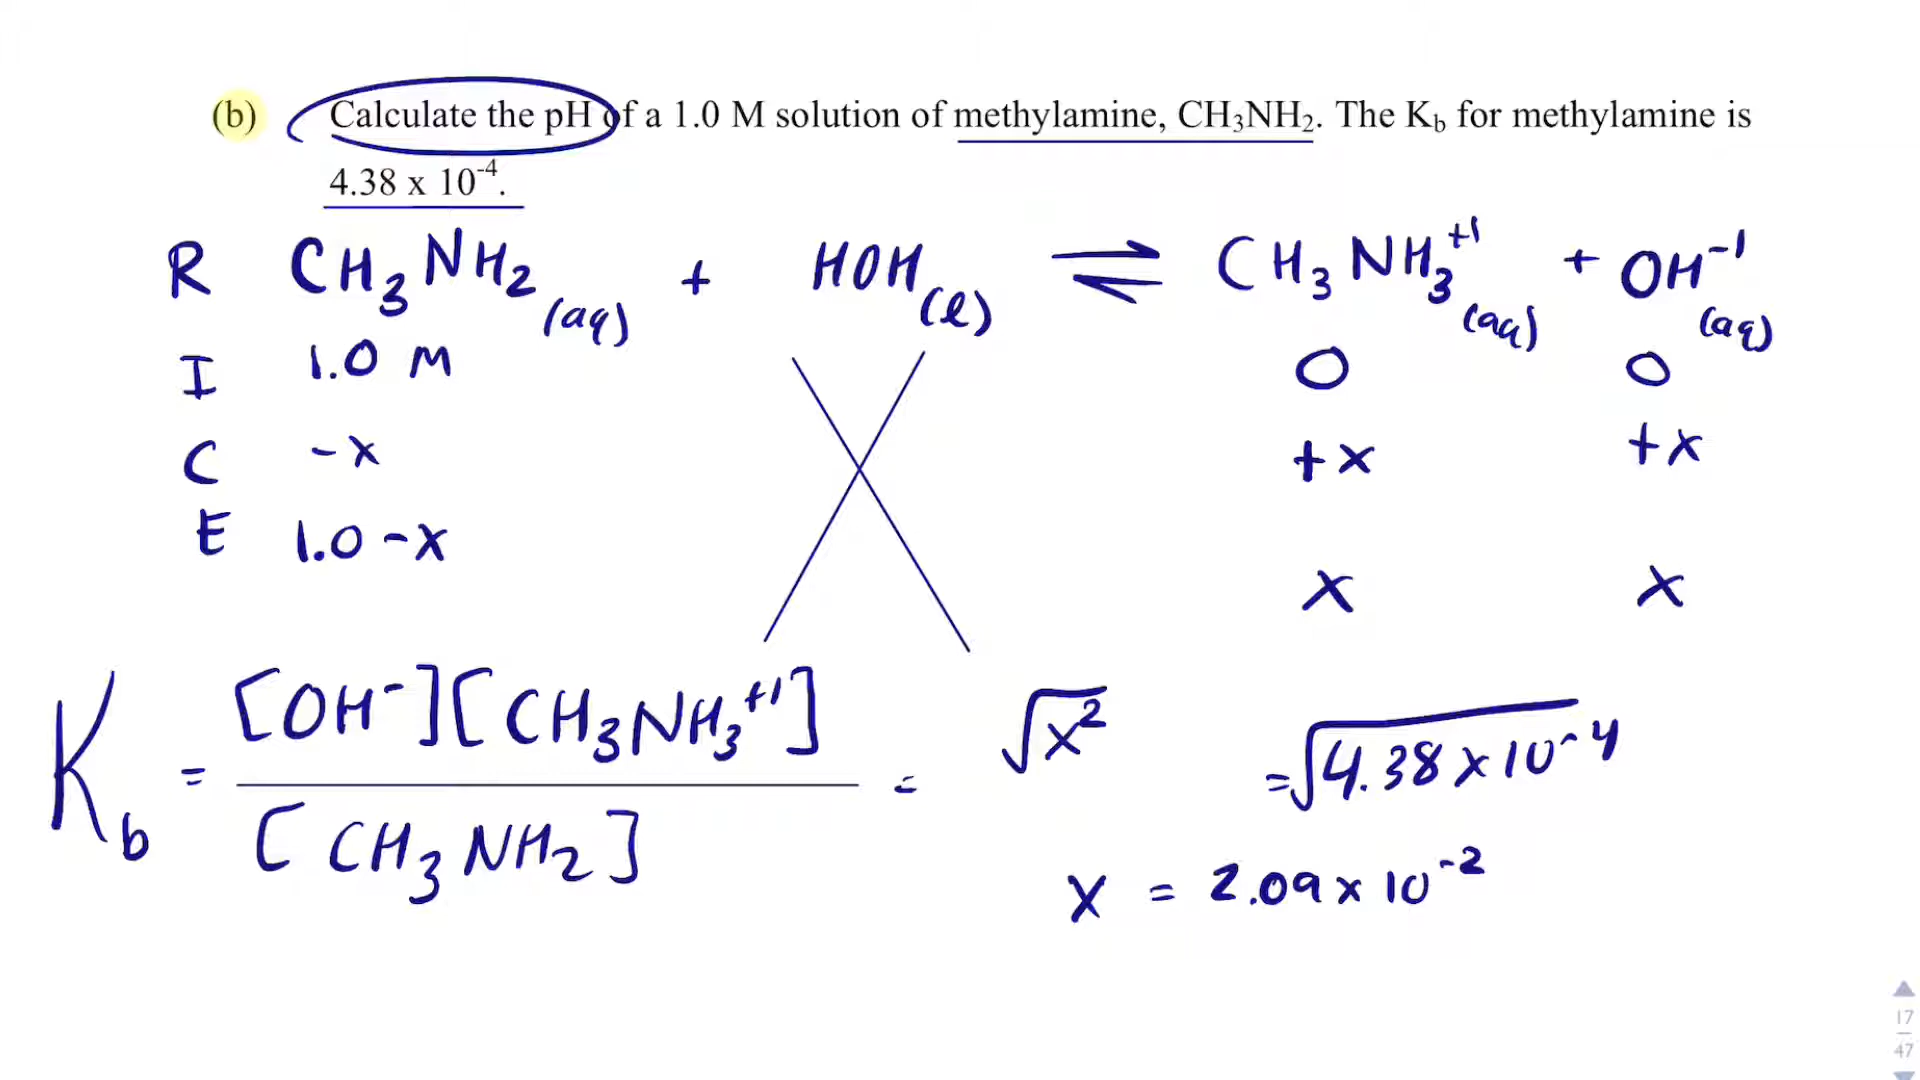 (b) Calculate the pH of a 1.0 M solution of methylamine, CH₃NH₂. The K_b for methylamine is
4.38 x 10⁻⁴.
R CH₃NH₂ (aq) + HOH (l) ⇌ CH₃NH₃⁺¹ (aq) + OH⁻¹ (aq)
I 1.0 M 0 0
C -x +x +x
E 1.0-x x x
K_b = [OH⁻][CH₃NH₃⁺¹] / [CH₃NH₂] = √x² = √4.38 x 10⁻⁴
x = 2.09 x 10⁻²
17
47